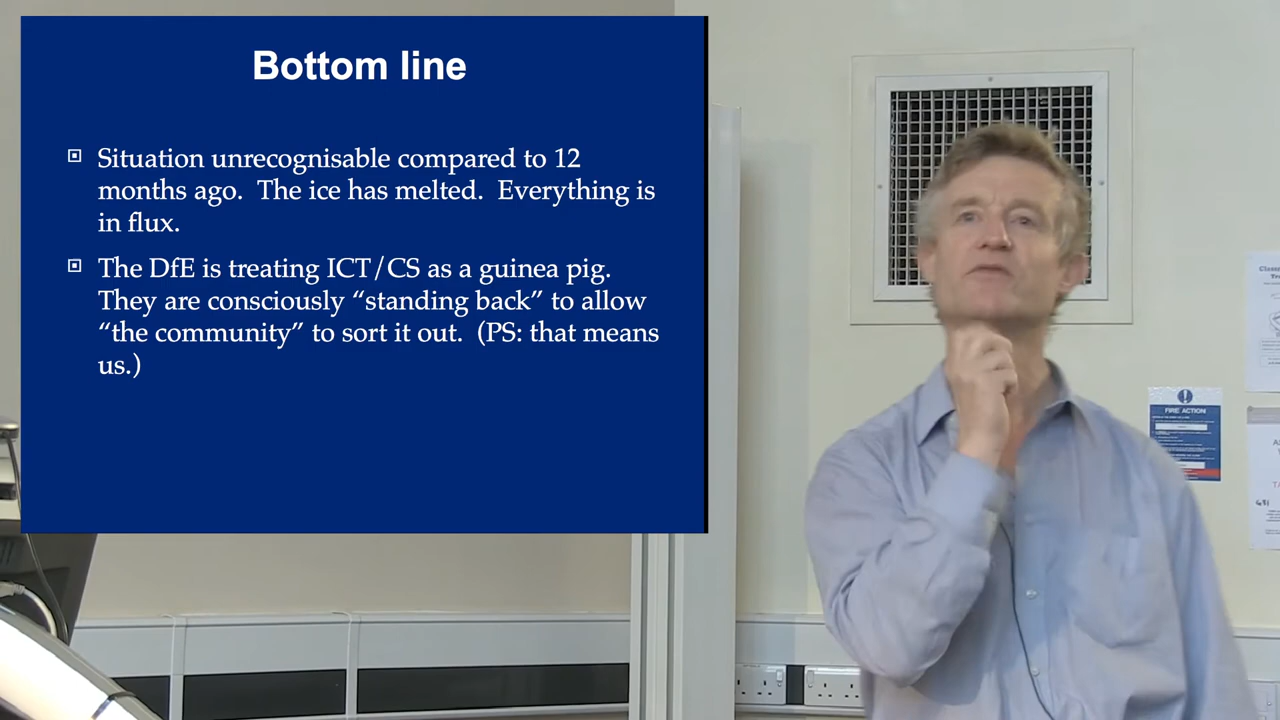 Bottom line
Situation unrecognisable compared to 12
months ago.  The ice has melted.  Everything is
in flux.
The DfE is treating ICT/CS as a guinea pig.
They are consciously “standing back” to allow
“the community” to sort it out.  (PS: that means
us.)
FIRE ACTION